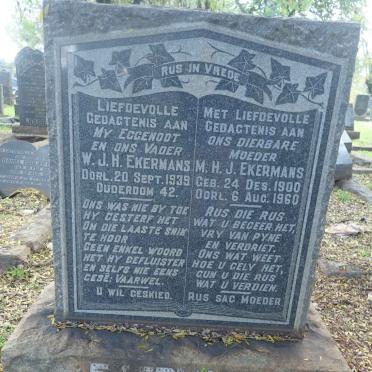 RUS IN VREDE
LIEFDEVOLLE
GEDAGTENIS AAN
MY EGGENOOT
EN ONS VADER
W.J.H. EKERMANS
OORL. 20 SEPT. 1939
OUDERDOM 42.
ONS WAS NIE BY TOE
HY GESTERF HET
OM DIE LAASTE SNIK
TE HOOR
GEEN ENKEL WOORD
HET HY GEFLUISTER
EN SELFS NIE EENS
GESÊ: VAARWEL.
U WIL GESKIED.
MET LIEFDEVOLLE
GEDAGTENIS AAN
ONS DIERBARE
MOEDER
M.H.J. EKERMANS
GEB: 24 DES. 1900
OORL. 6 AUG. 1960
RUS DIE RUS
WAT U BEGEER HET,
VRY VAN PYNE
EN VERDRIET,
ONS WAT WEET
HOE U GELY HET,
GUN U DIE RUS
WAT U VERDIEN.
RUS SAG MOEDER